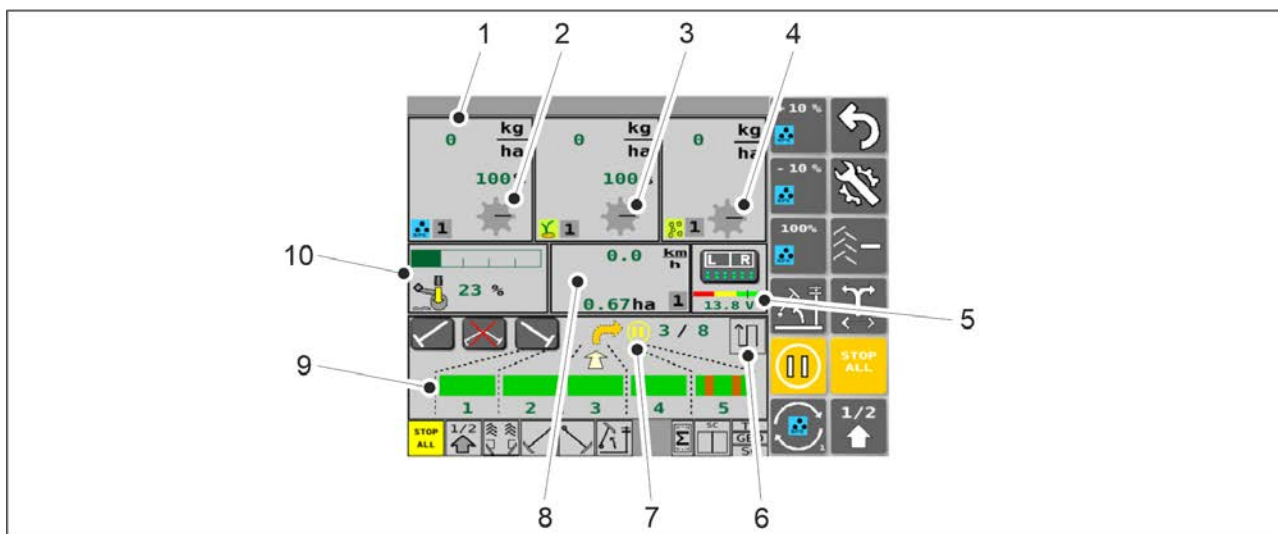 1 2 3 4
+ 10 %
0 kg/ha 0 kg/ha 0 kg/ha
100% 100%
- 10 %
1 1 1
100%
10
0.0 km/h
L R
23 %
0.67ha 1
13.8 V
5
3 / 8
STOP ALL
9
1 2 3 4 5
STOP ALL
1/2
Σ
SC
1/2
1
8 7 6